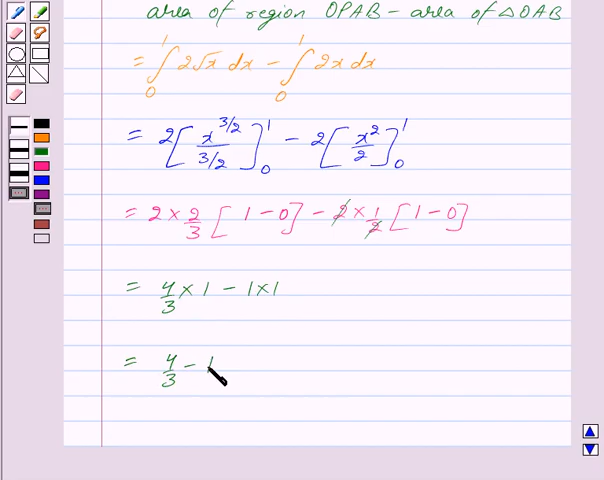 area of region OPAB - area of △OAB
= ∫₀¹ 2√x dx - ∫₀¹ 2x dx
= 2[x^{3/2}/(3/2)]₀¹ - 2[x²/2]₀¹
= 2 × 2/3 [1 - 0] - 2 × 1/2 [1 - 0]
= 4/3 × 1 - 1 × 1
= 4/3 - 1